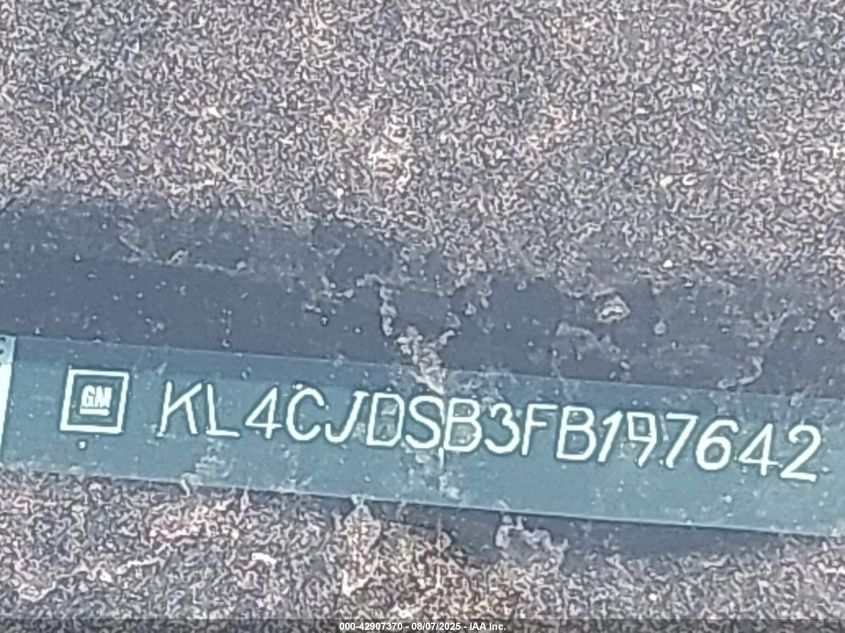 GM KL4CJDSB3FB197642
000-42907370 - 08/07/2025 - IAA Inc.